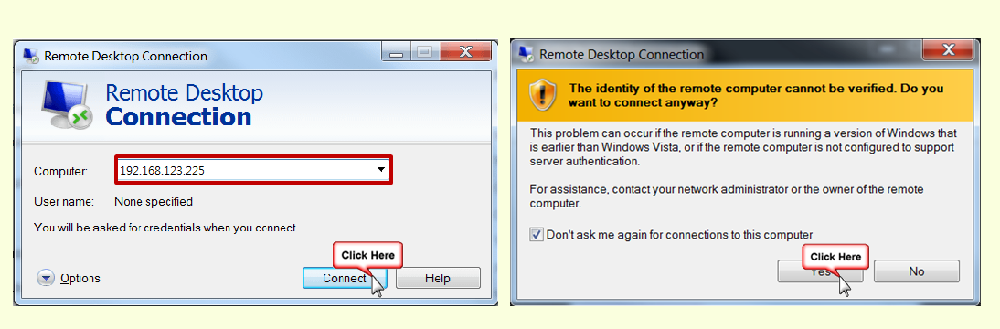 Remote Desktop Connection
Remote Desktop
Connection
Computer: 192.168.123.225
User name: None specified
You will be asked for credentials when you connect
Click Here
Options Connect Help
Remote Desktop Connection
The identity of the remote computer cannot be verified. Do you
want to connect anyway?
This problem can occur if the remote computer is running a version of Windows that
is earlier than Windows Vista, or if the remote computer is not configured to support
server authentication.
For assistance, contact your network administrator or the owner of the remote
computer.
Don't ask me again for connections to this computer
Click Here
Yes No